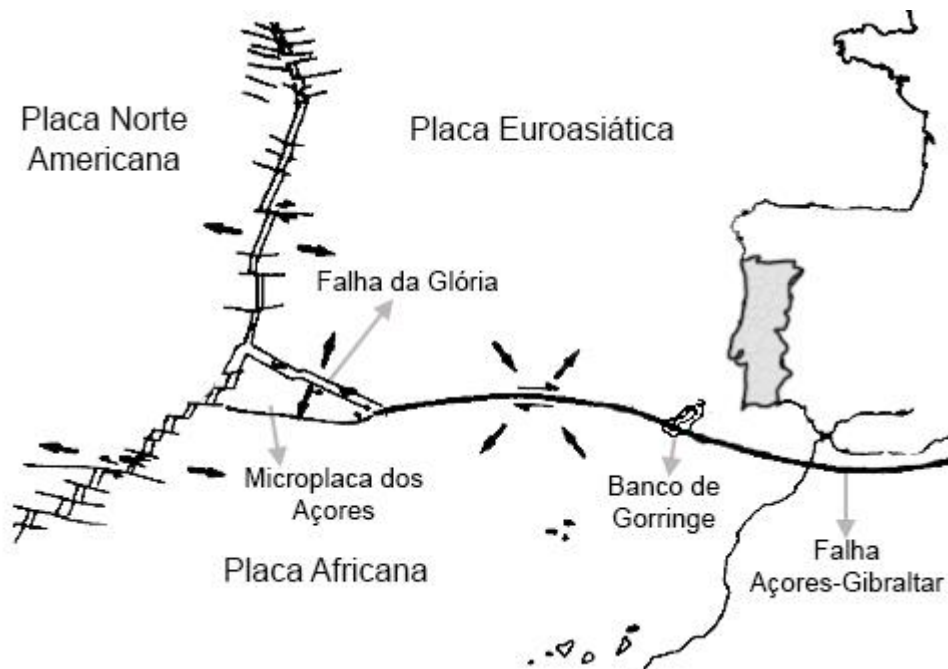 Placa Norte
Americana
Placa Euroasiática
Falha da Glória
Microplaca dos
Açores
Banco de
Gorringe
Placa Africana
Falha
Açores-Gibraltar